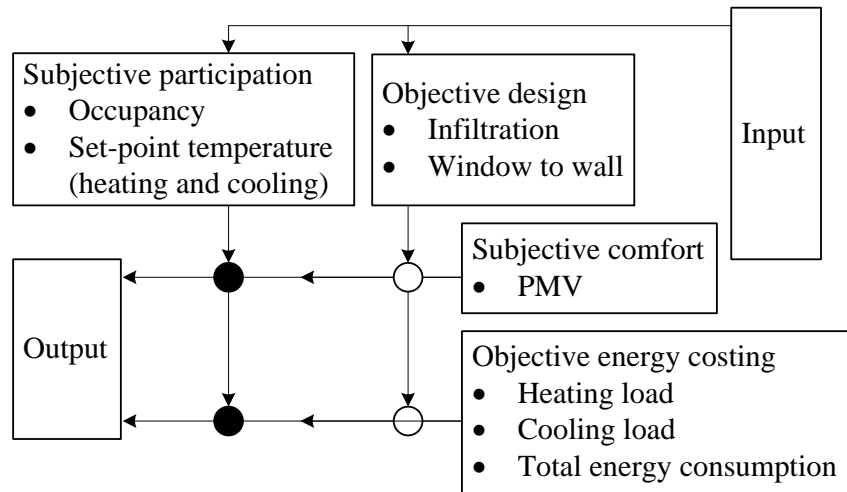 Subjective participation
● Occupancy
● Set-point temperature
(heating and cooling)
Objective design
● Infiltration
● Window to wall
Input
Subjective comfort
● PMV
Output
Objective energy costing
● Heating load
● Cooling load
● Total energy consumption